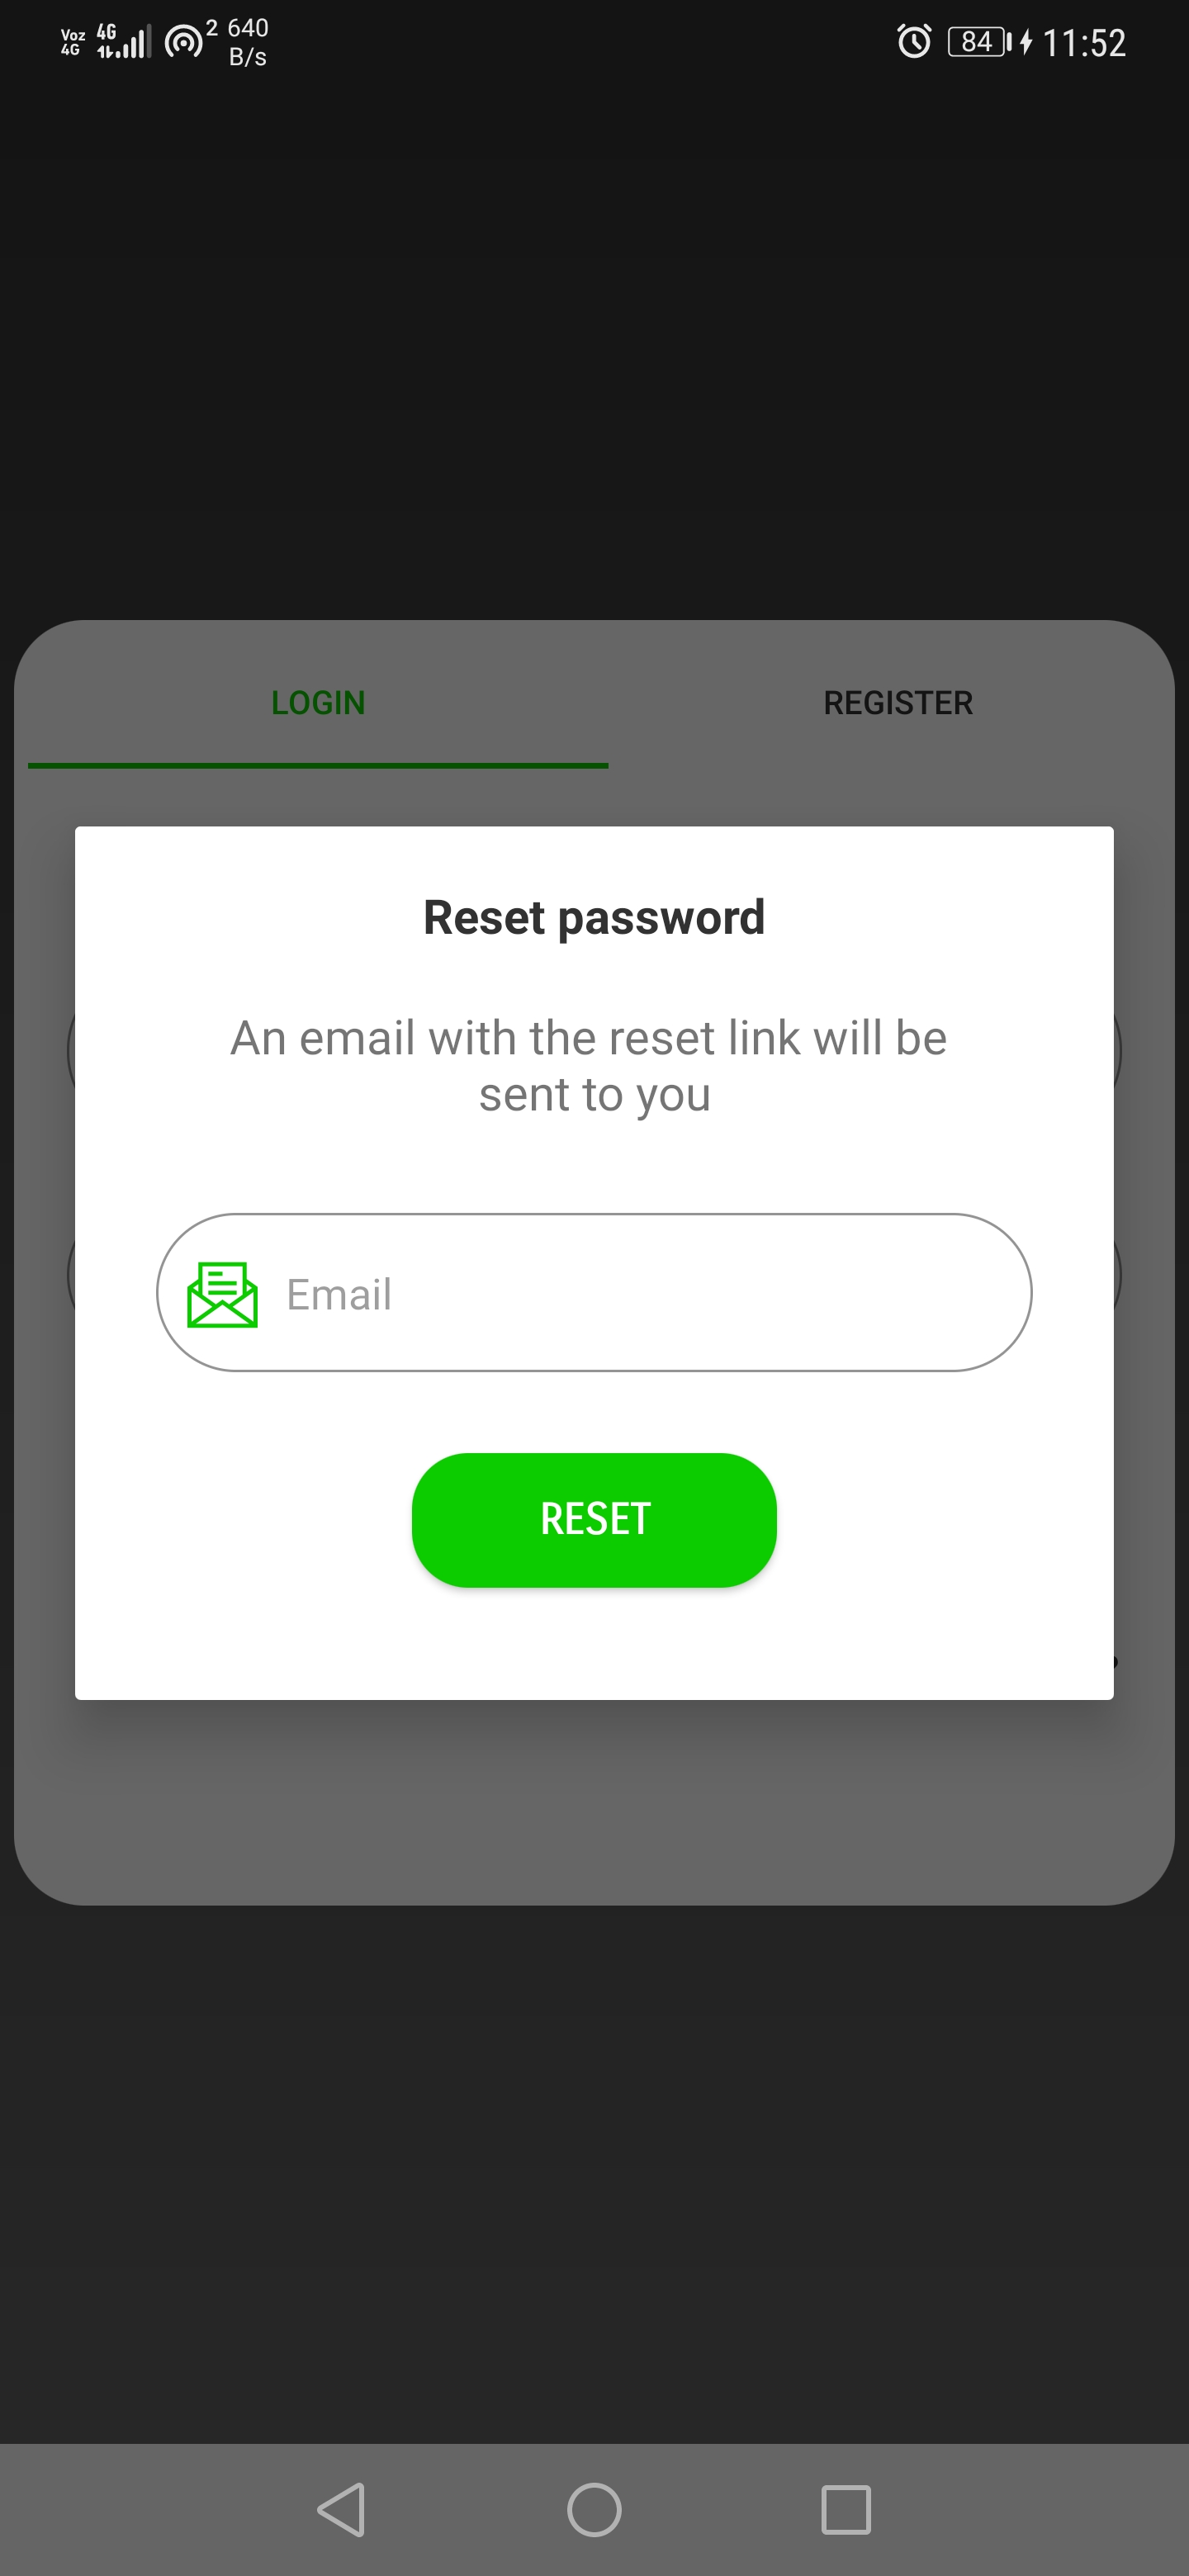 Voz 4G 4G 2 640 B/s 84 11:52
LOGIN REGISTER
Reset password
An email with the reset link will be
sent to you
Email
RESET